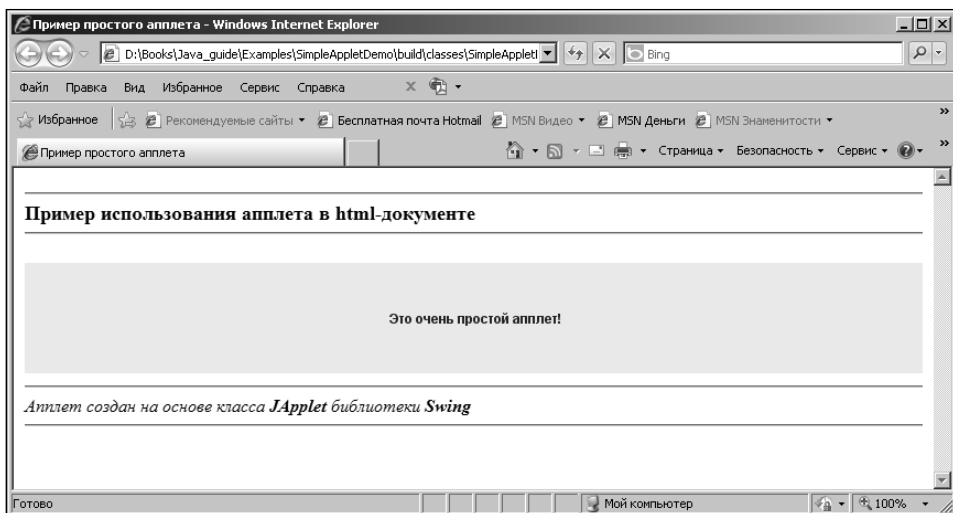 Пример простого апплета - Windows Internet Explorer
D:\Books\Java_guide\Examples\SimpleAppletDemo\build\classes\SimpleAppletI
Bing
Файл Правка Вид Избранное Сервис Справка
Избранное Рекомендуемые сайты Бесплатная почта Hotmail MSN Видео MSN Деньги MSN Знаменитости
Пример простого апплета
Страница Безопасность Сервис
Пример использования апплета в html-документе
Это очень простой апплет!
Апплет создан на основе класса JApplet библиотеки Swing
Готово Мой компьютер 100%